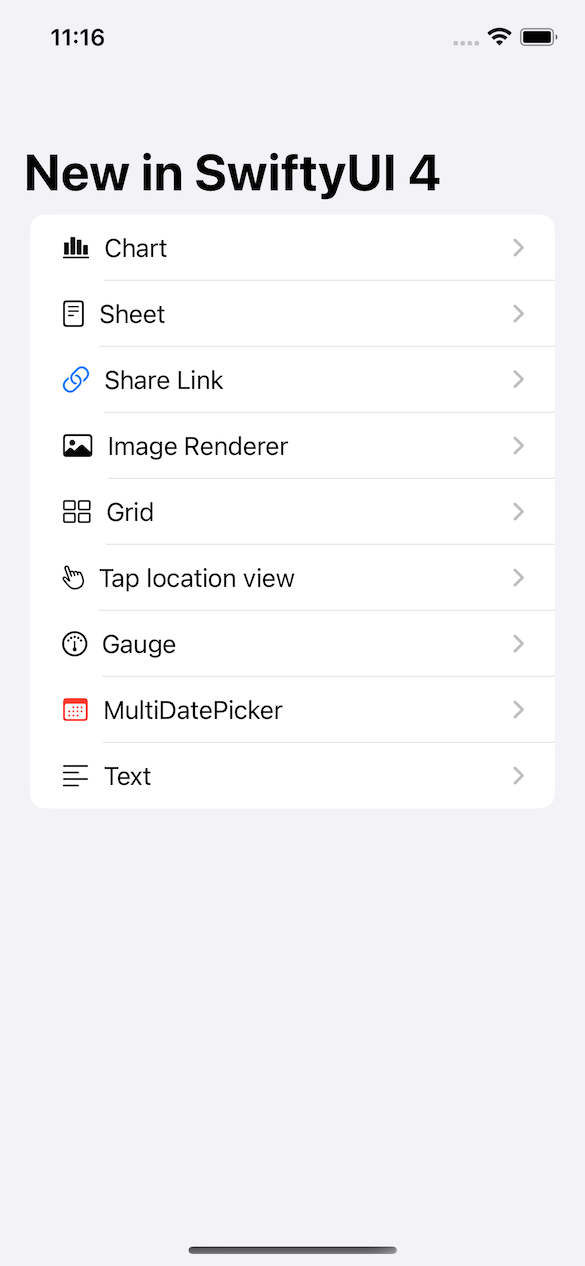 11:16
New in SwiftyUI 4
Chart
Sheet
Share Link
Image Renderer
Grid
Tap location view
Gauge
MultiDatePicker
Text